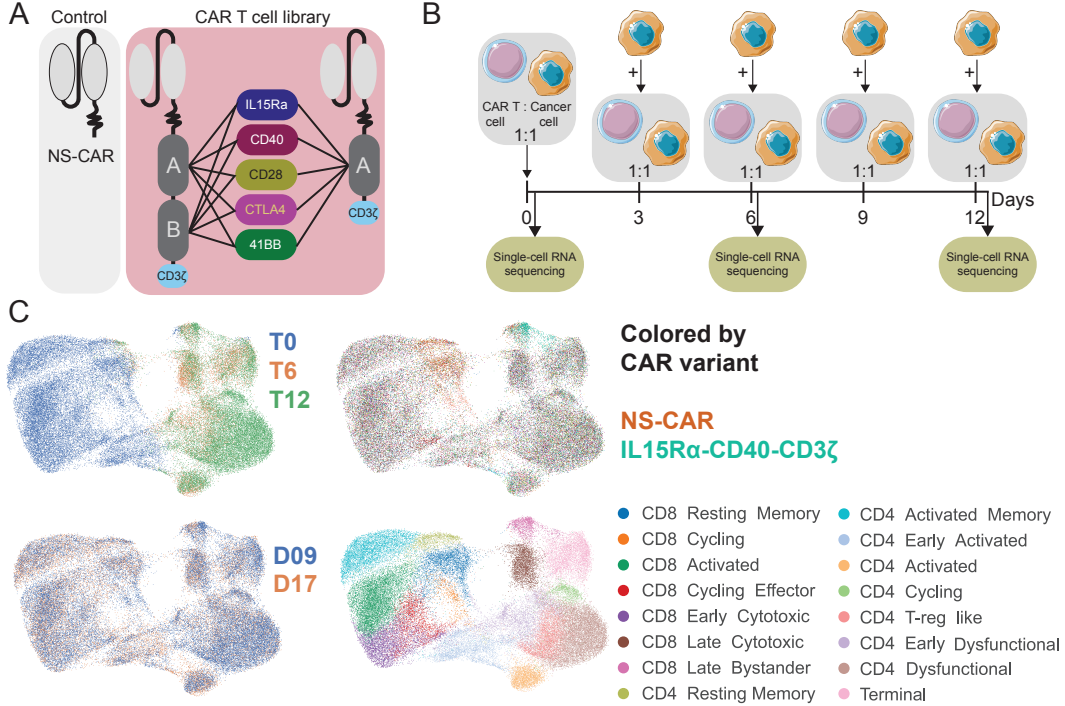 A
Control
CAR T cell library
NS-CAR
A
B
CD3ζ
IL15Ra
CD40
CD28
CTLA4
41BB
A
CD3ζ
B
CAR T : Cancer
cell cell
1:1
+
+
+
+
1:1
1:1
1:1
1:1
0
3
6
9
12
Days
Single-cell RNA
sequencing
Single-cell RNA
sequencing
Single-cell RNA
sequencing
C
T0
T6
T12
Colored by
CAR variant
NS-CAR
IL15Rα-CD40-CD3ζ
D09
D17
CD8 Resting Memory
CD8 Cycling
CD8 Activated
CD8 Cycling Effector
CD8 Early Cytotoxic
CD8 Late Cytotoxic
CD8 Late Bystander
CD4 Resting Memory
CD4 Activated Memory
CD4 Early Activated
CD4 Activated
CD4 Cycling
CD4 T-reg like
CD4 Early Dysfunctional
CD4 Dysfunctional
Terminal